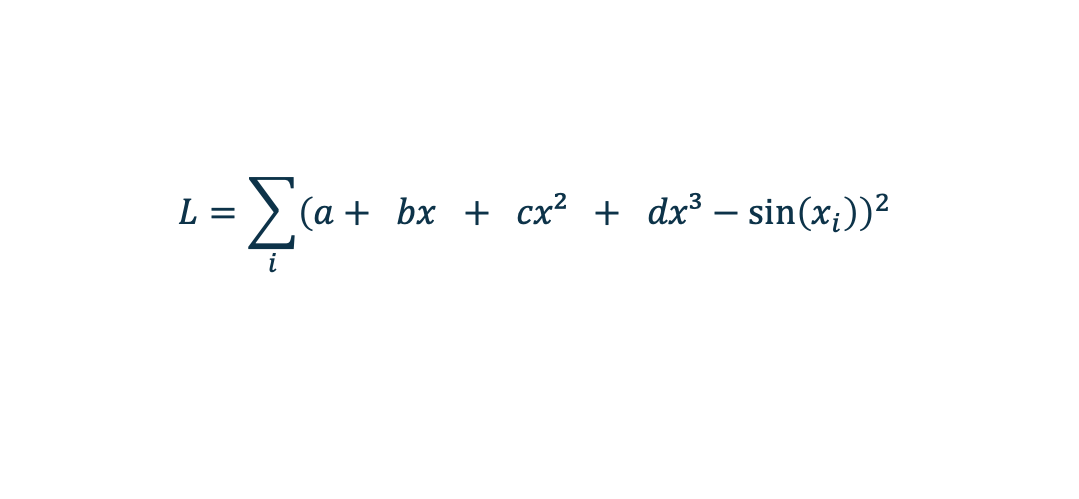 L = ∑ᵢ (a + bx + cx² + dx³ − sin(xᵢ))²